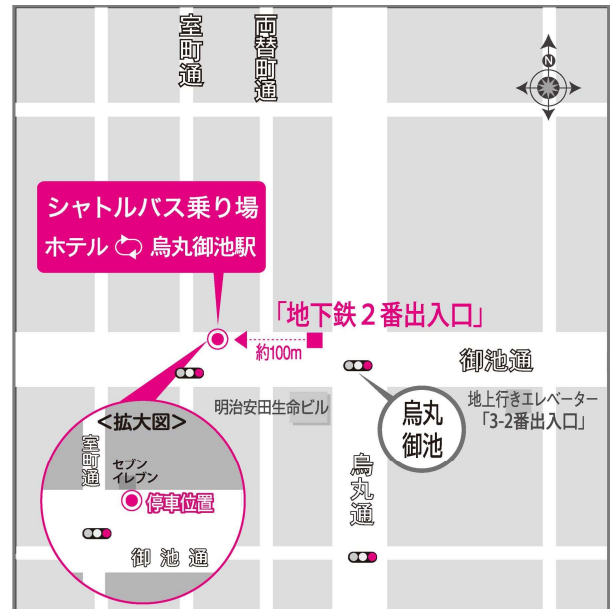 室町通
両替町通
N
シャトルバス乗り場
ホテル 烏丸御池駅
「地下鉄2番出入口」
約100m
御池通
明治安田生命ビル
烏丸
御池
地上行きエレベーター
「3-2番出入口」
烏丸通
<拡大図>
室町通
セブン
イレブン
停車位置
御池通